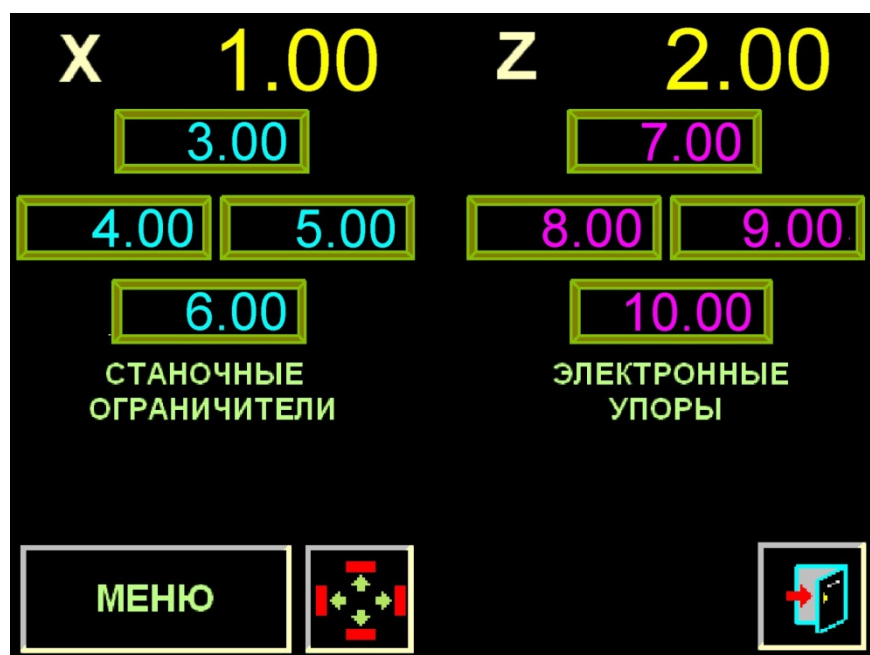 X 1.00 Z 2.00
3.00 7.00
4.00 5.00 8.00 9.00
6.00 10.00
СТАНОЧНЫЕ ЭЛЕКТРОННЫЕ
ОГРАНИЧИТЕЛИ УПОРЫ
МЕНЮ